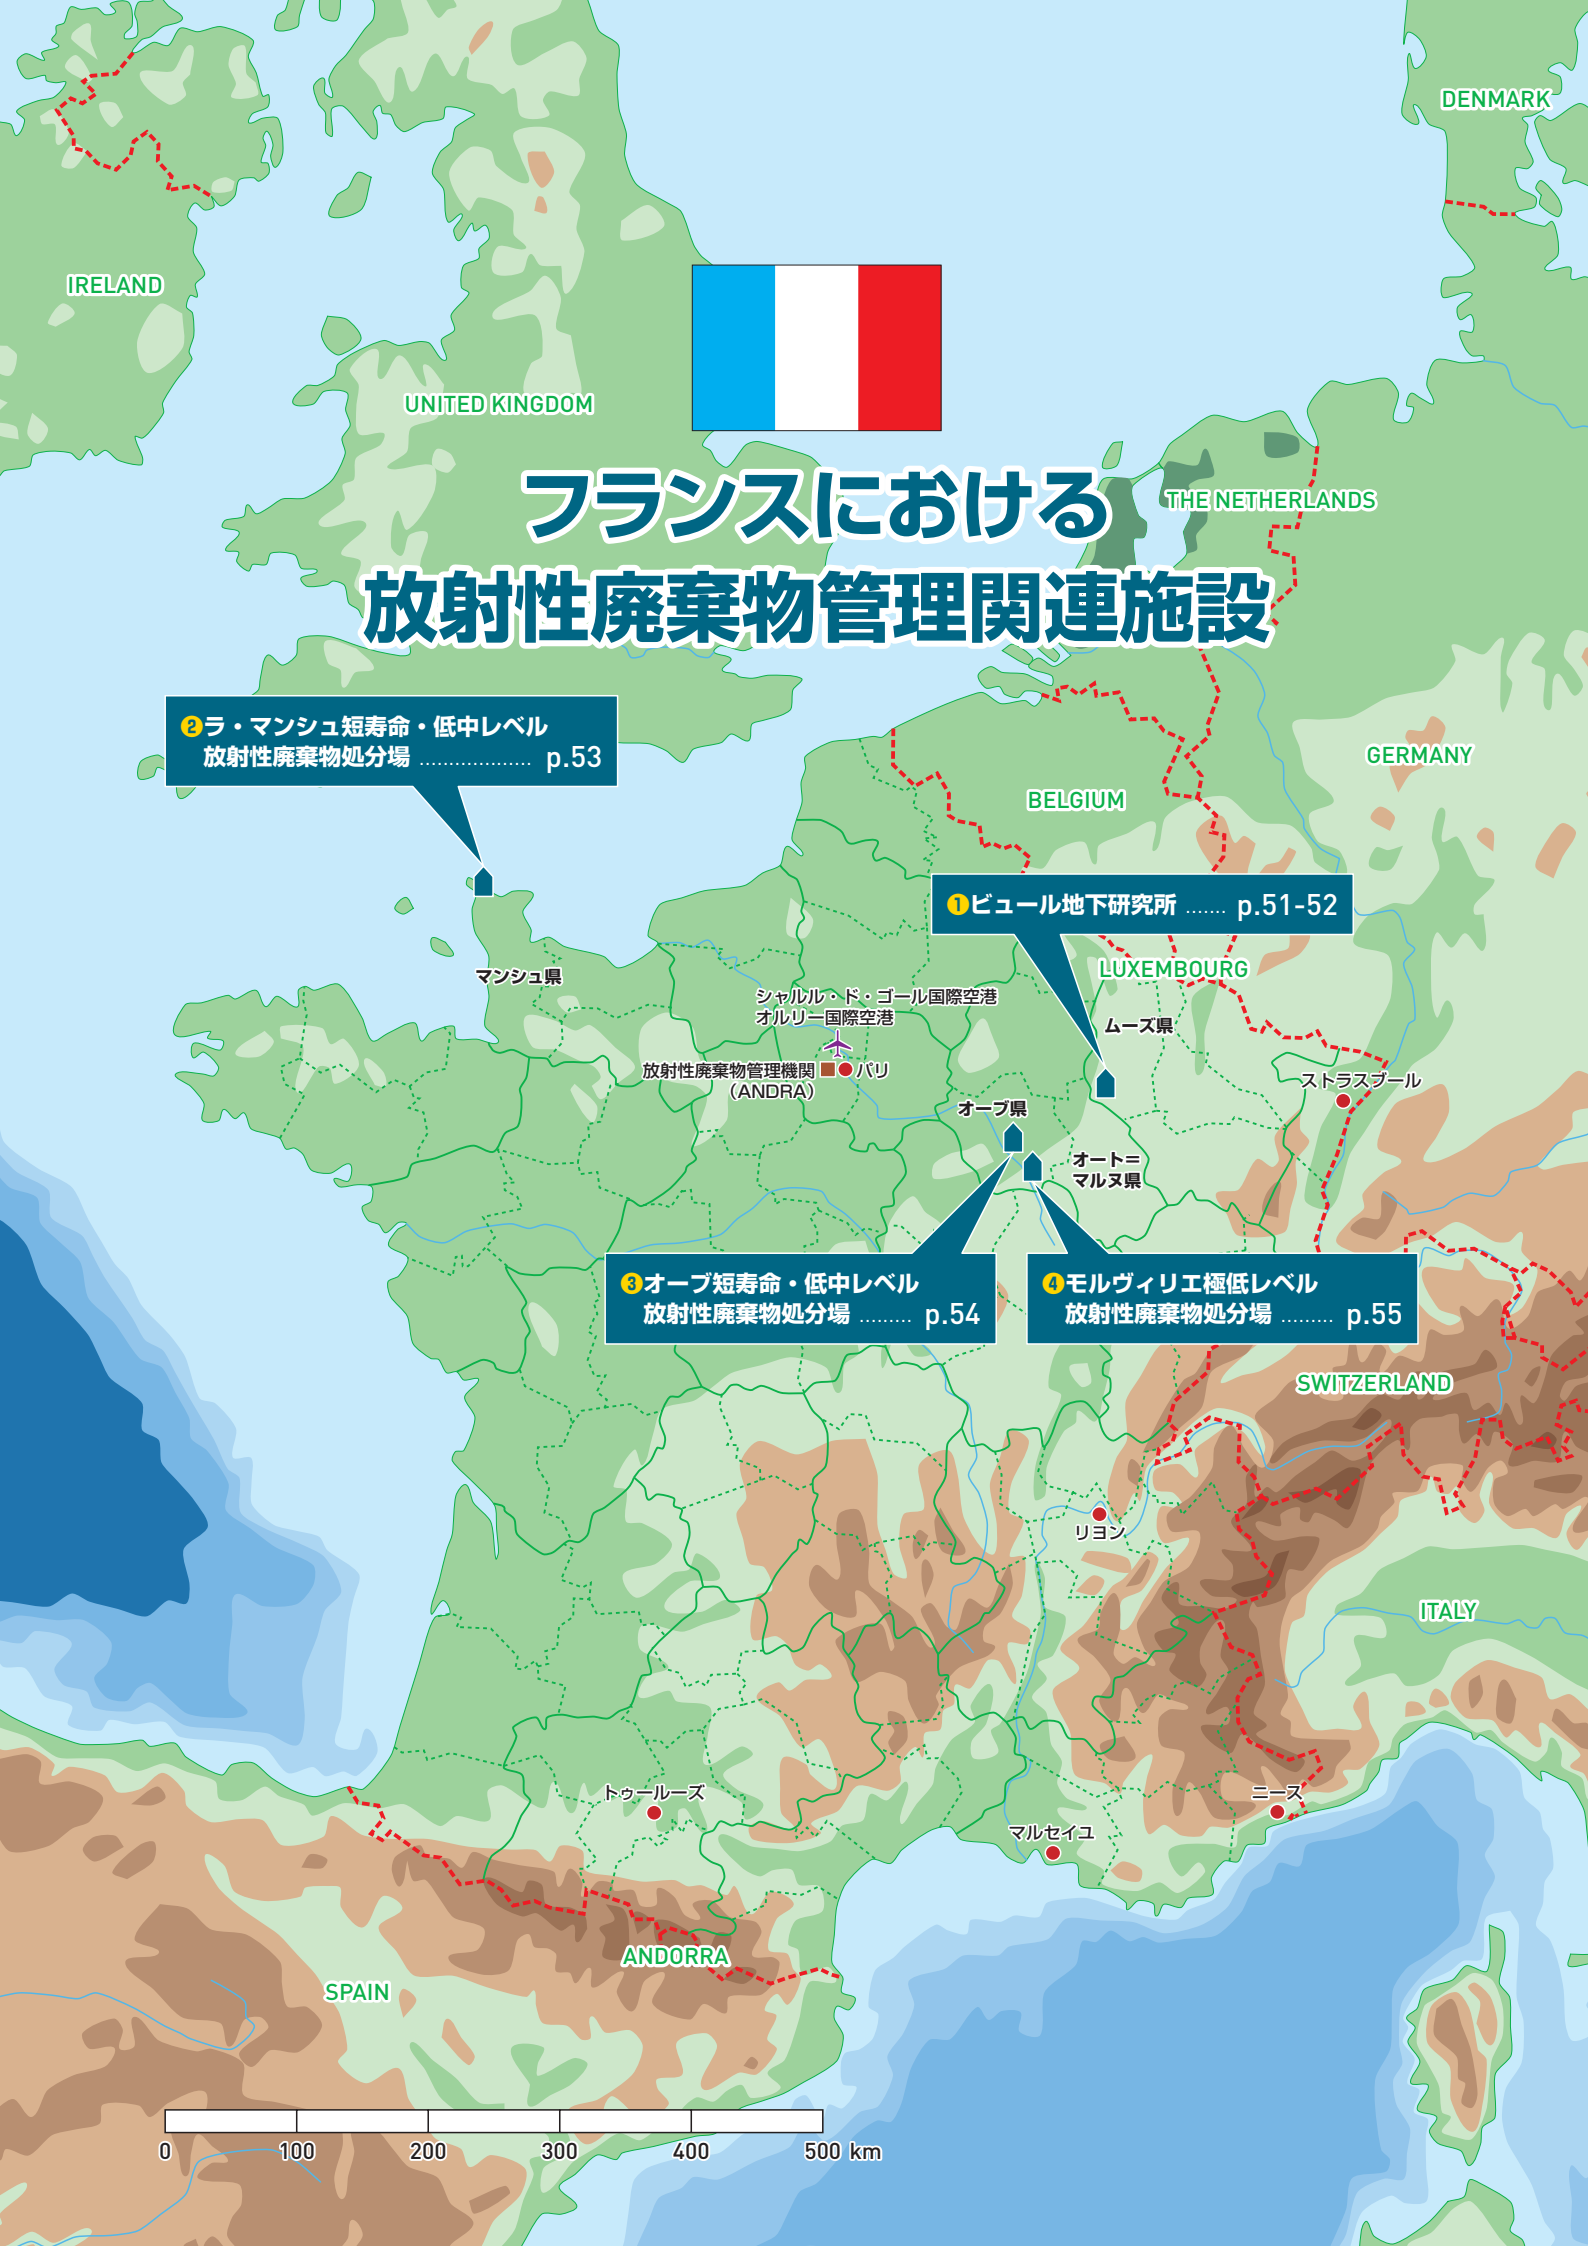 DENMARK
IRELAND
UNITED KINGDOM
フランスにおける
THE NETHERLANDS
放射性廃棄物管理関連施設
❷ラ・マンシュ短寿命・低中レベル
放射性廃棄物処分場 ................... p.53
GERMANY
BELGIUM
❶ビュール地下研究所 ....... p.51-52
LUXEMBOURG
マンシュ県
シャルル・ド・ゴール国際空港
オルリー国際空港
ムーズ県
放射性廃棄物管理機関
（ANDRA）
パリ
ストラスブール
オーブ県
オート＝
マルヌ県
❸オーブ短寿命・低中レベル
放射性廃棄物処分場 ......... p.54
❹モルヴィリエ極低レベル
放射性廃棄物処分場 ......... p.55
SWITZERLAND
リヨン
ITALY
トゥールーズ
ニース
マルセイユ
ANDORRA
SPAIN
0 100 200 300 400 500 km